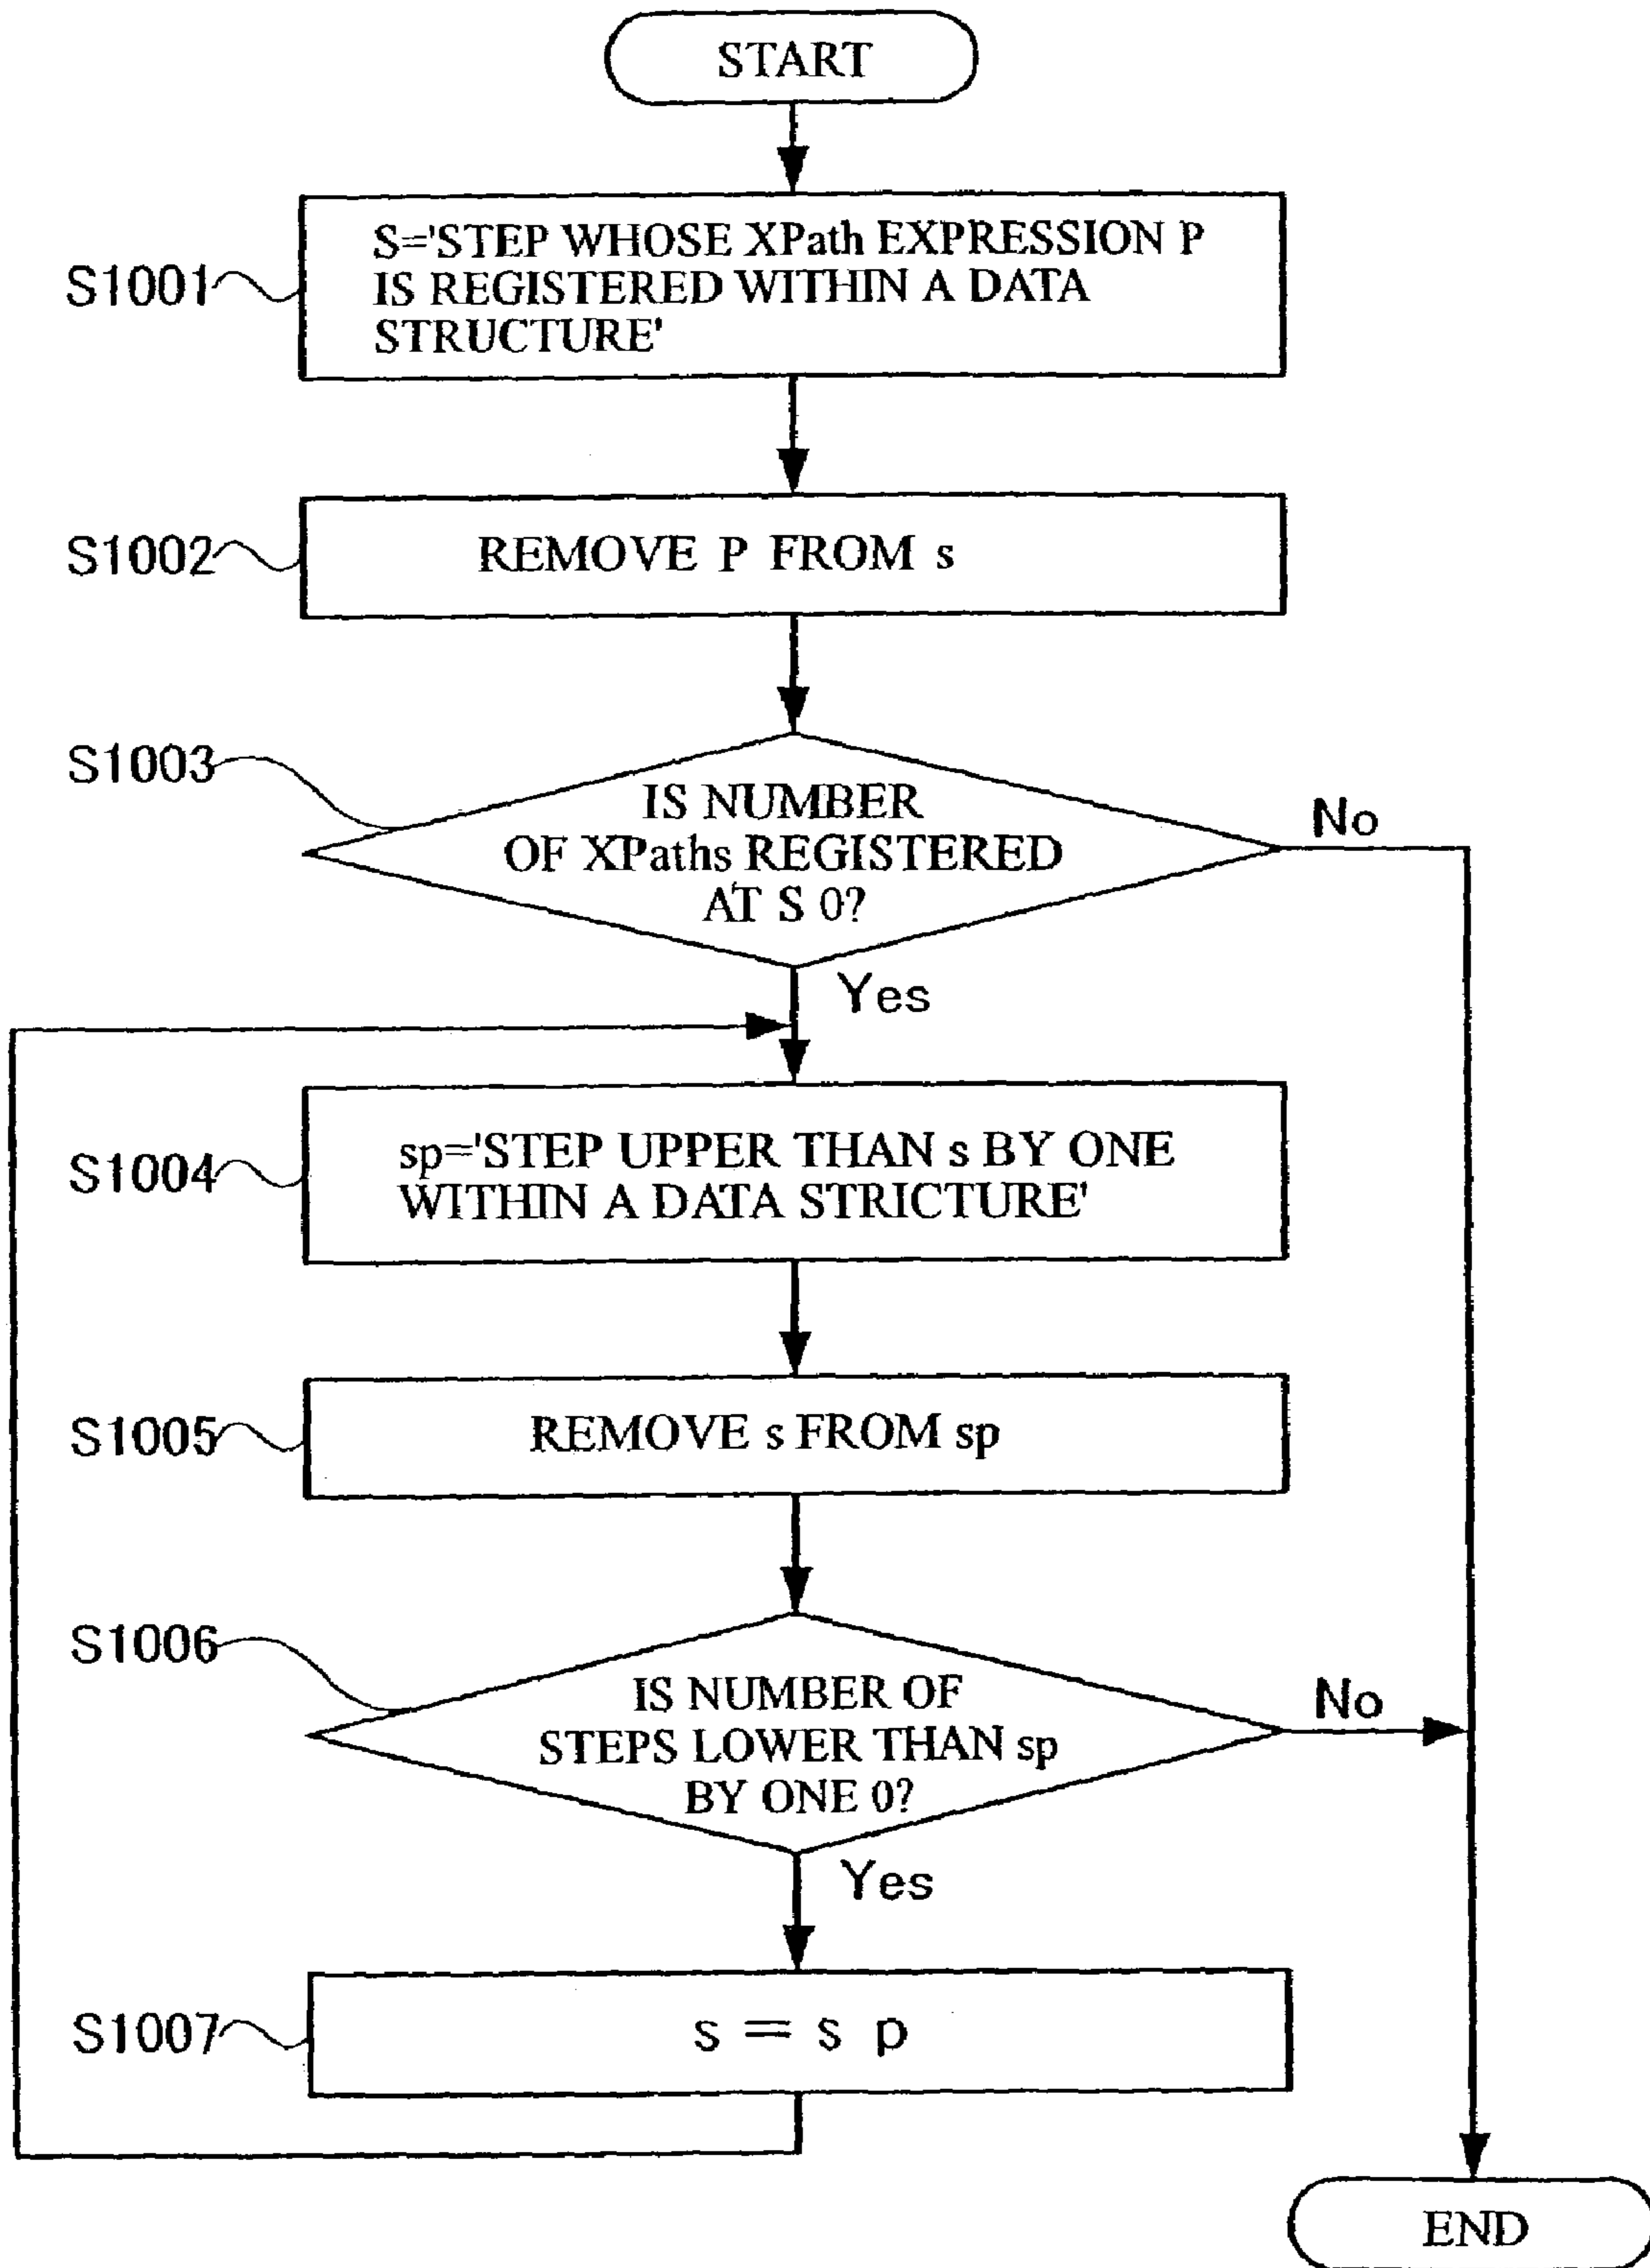 START
S1001
S='STEP WHOSE XPath EXPRESSION P
IS REGISTERED WITHIN A DATA
STRUCTURE'
S1002
REMOVE P FROM s
S1003
IS NUMBER
OF XPaths REGISTERED
AT S 0?
No
Yes
S1004
sp='STEP UPPER THAN s BY ONE
WITHIN A DATA STRICTURE'
S1005
REMOVE s FROM sp
S1006
IS NUMBER OF
STEPS LOWER THAN sp
BY ONE 0?
No
Yes
S1007
s = s p
END